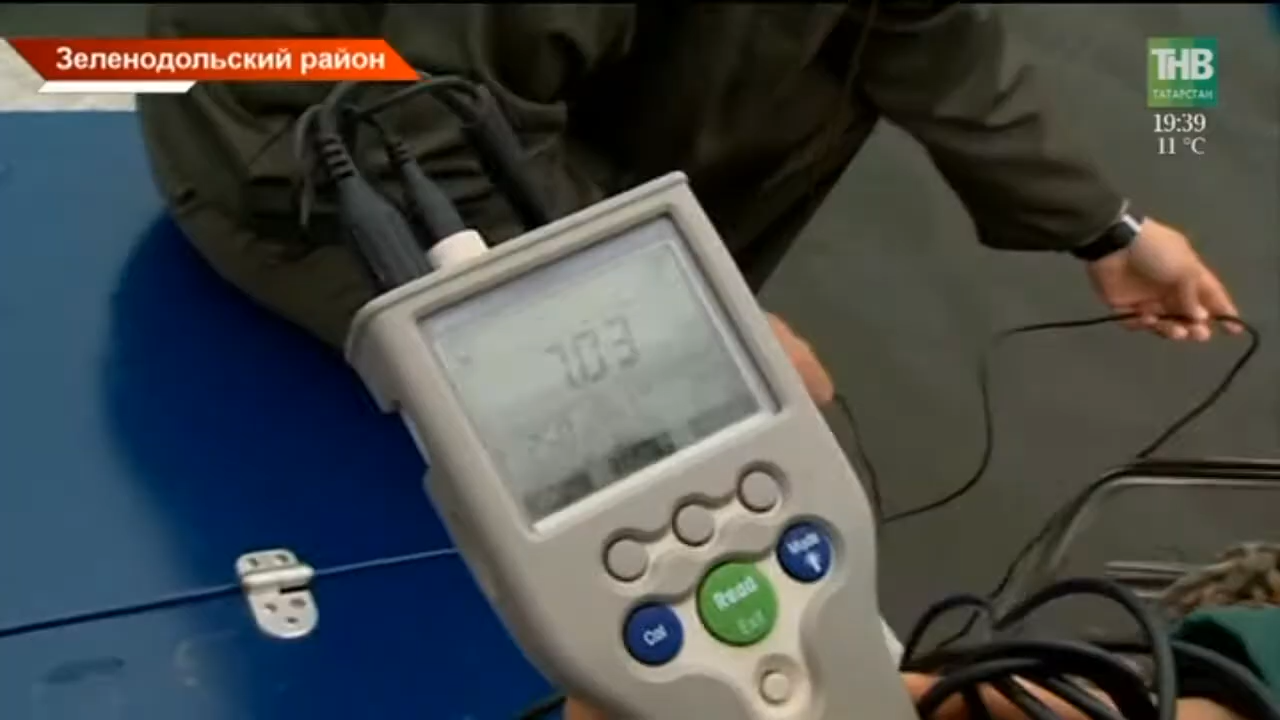 Зеленодольский район
ТНВ
ТАТАРСТАН
19:39
11 °C
7.03
Read
Exit
Mode
Cal